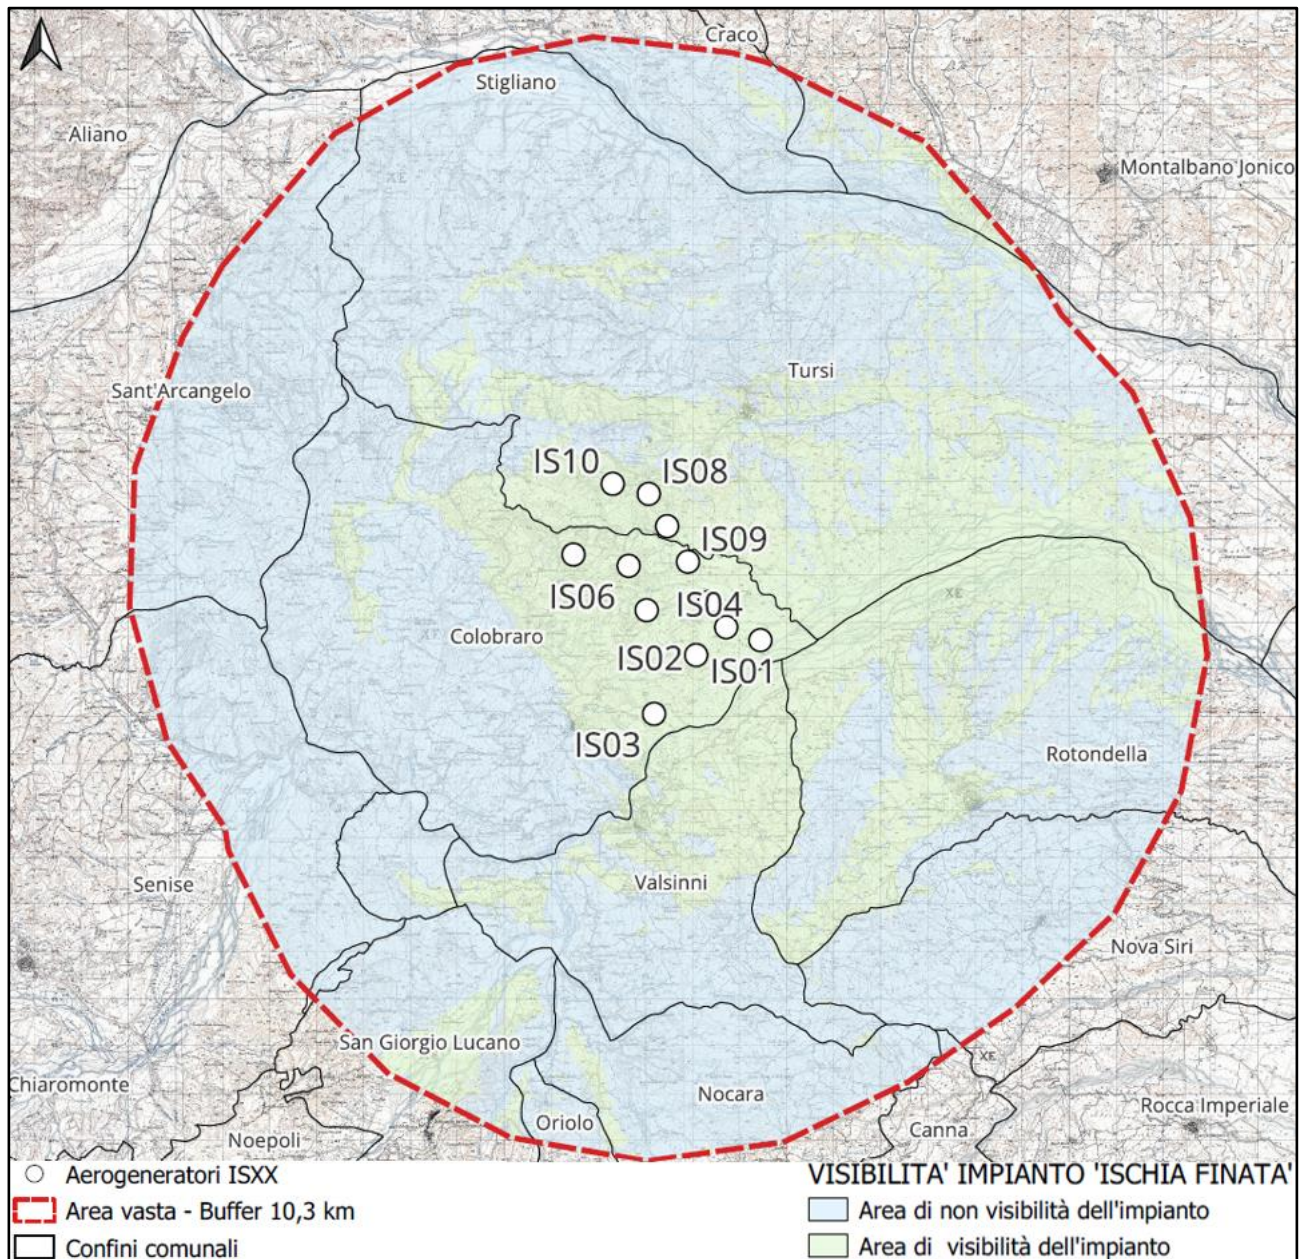 Craco
Stigliano
Aliano
Montalbano Jonico
Tursi
Sant'Arcangelo
IS10
IS08
IS09
IS06
IS04
Colobraro
IS02
IS01
IS03
Rotondella
Senise
Valsinni
Nova Siri
San Giorgio Lucano
Chiaromonte
Nocara
Rocca Imperiale
Oriolo
Canna
Noepoli
Aerogeneratori ISXX
Area vasta - Buffer 10,3 km
Confini comunali
VISIBILITA' IMPIANTO 'ISCHIA FINATA'
Area di non visibilità dell'impianto
Area di visibilità dell'impianto